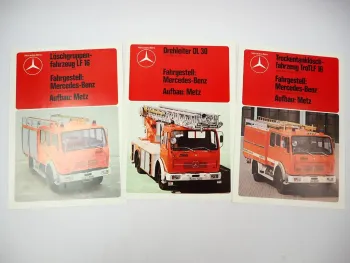 Löschgruppen-
fahrzeug LF 16
Fahrgestell:
Mercedes-Benz
Aufbau: Metz
Drehleiter DL 30
Fahrgestell:
Mercedes-Benz
Aufbau: Metz
Trockentanklösch-
fahrzeug TroTLF 16
Fahrgestell:
Mercedes-Benz
Aufbau: Metz